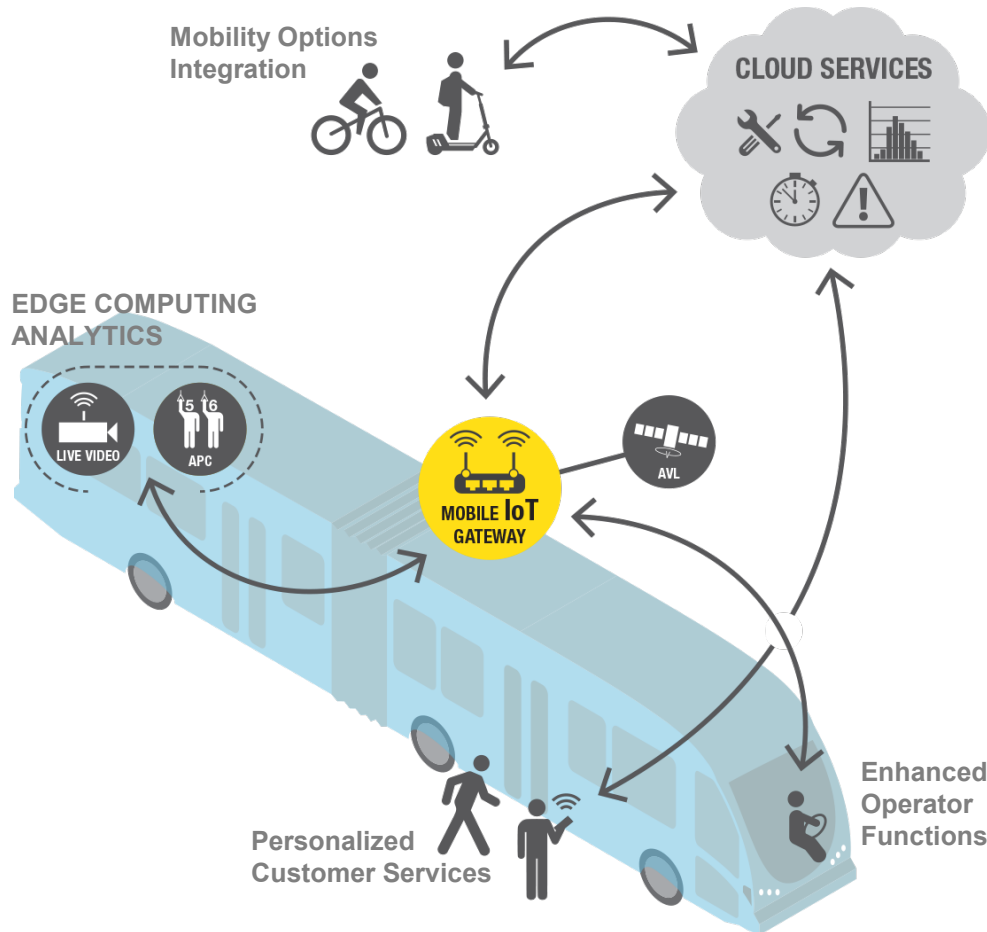 Mobility Options
Integration
CLOUD SERVICES
EDGE COMPUTING
ANALYTICS
LIVE VIDEO
5 6
APC
MOBILE IoT
GATEWAY
AVL
Enhanced
Operator
Functions
Personalized
Customer Services